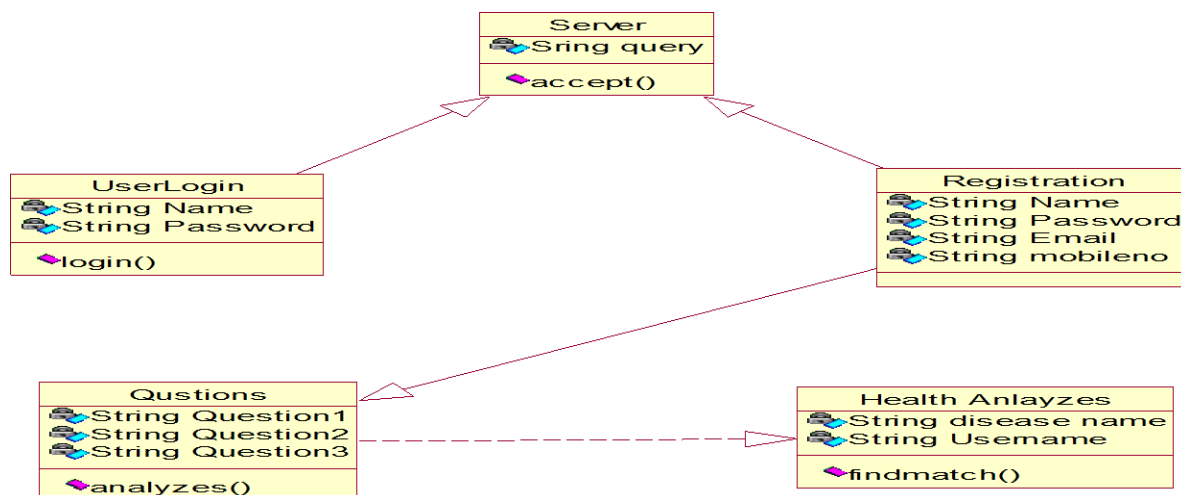 Server
Sring query
accept()
UserLogin
String Name
String Password
login()
Registration
String Name
String Password
String Email
String mobileno
Qustions
String Question1
String Question2
String Question3
analyzes()
Health Anlayzes
String disease name
String Username
findmatch()